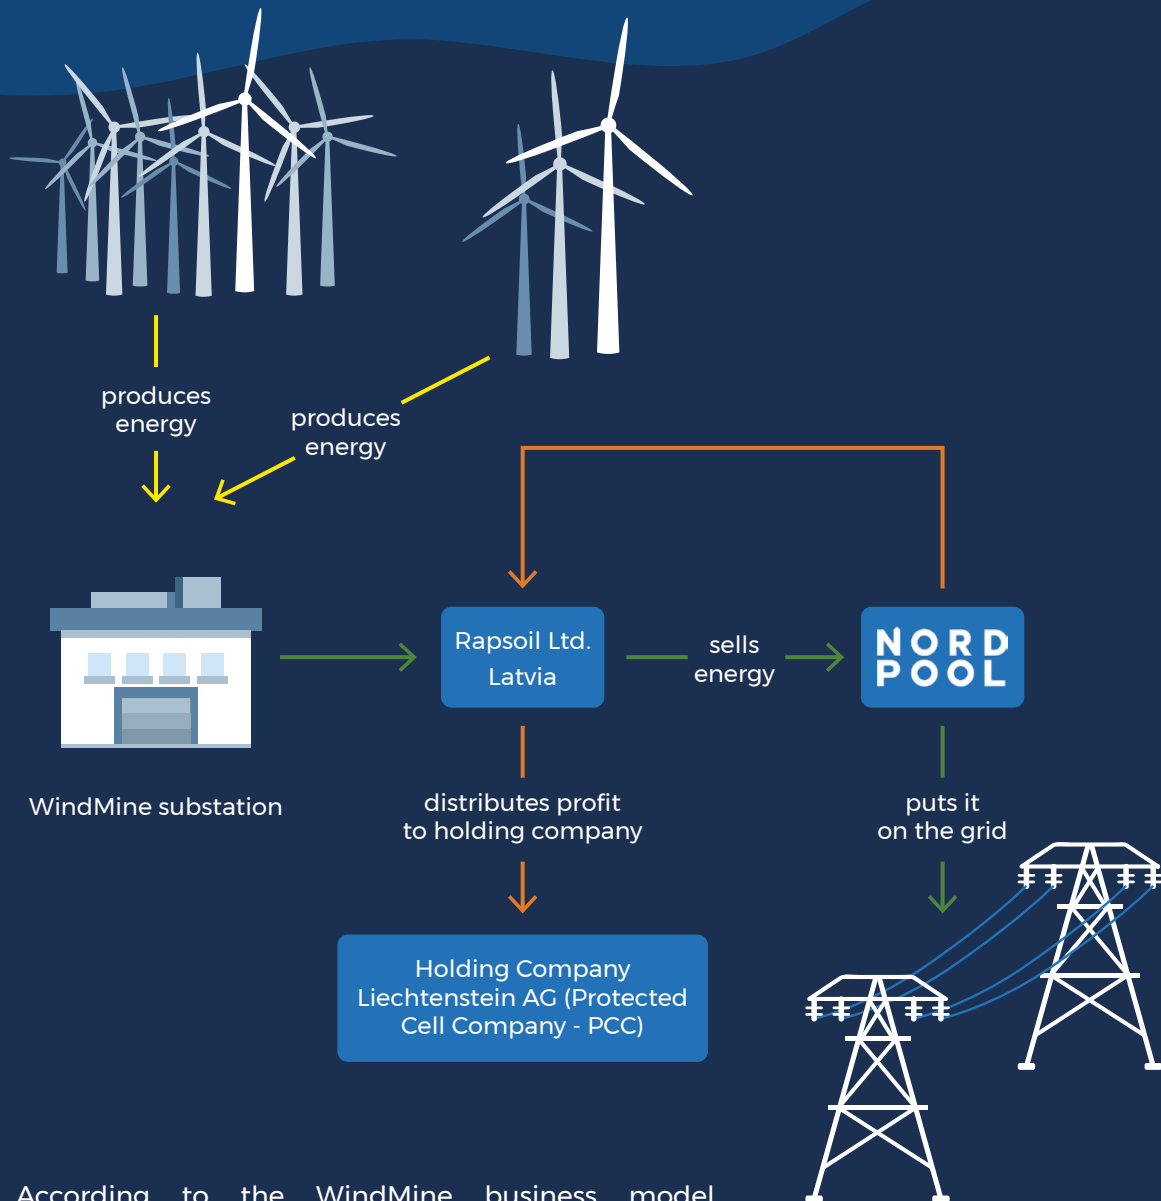 produces
energy
produces
energy
Rapsoil Ltd.
Latvia
sells
energy
NORD
POOL
WindMine substation
distributes profit
to holding company
puts it
on the grid
Holding Company
Liechtenstein AG (Protected
Cell Company - PCC)
According to the WindMine business model